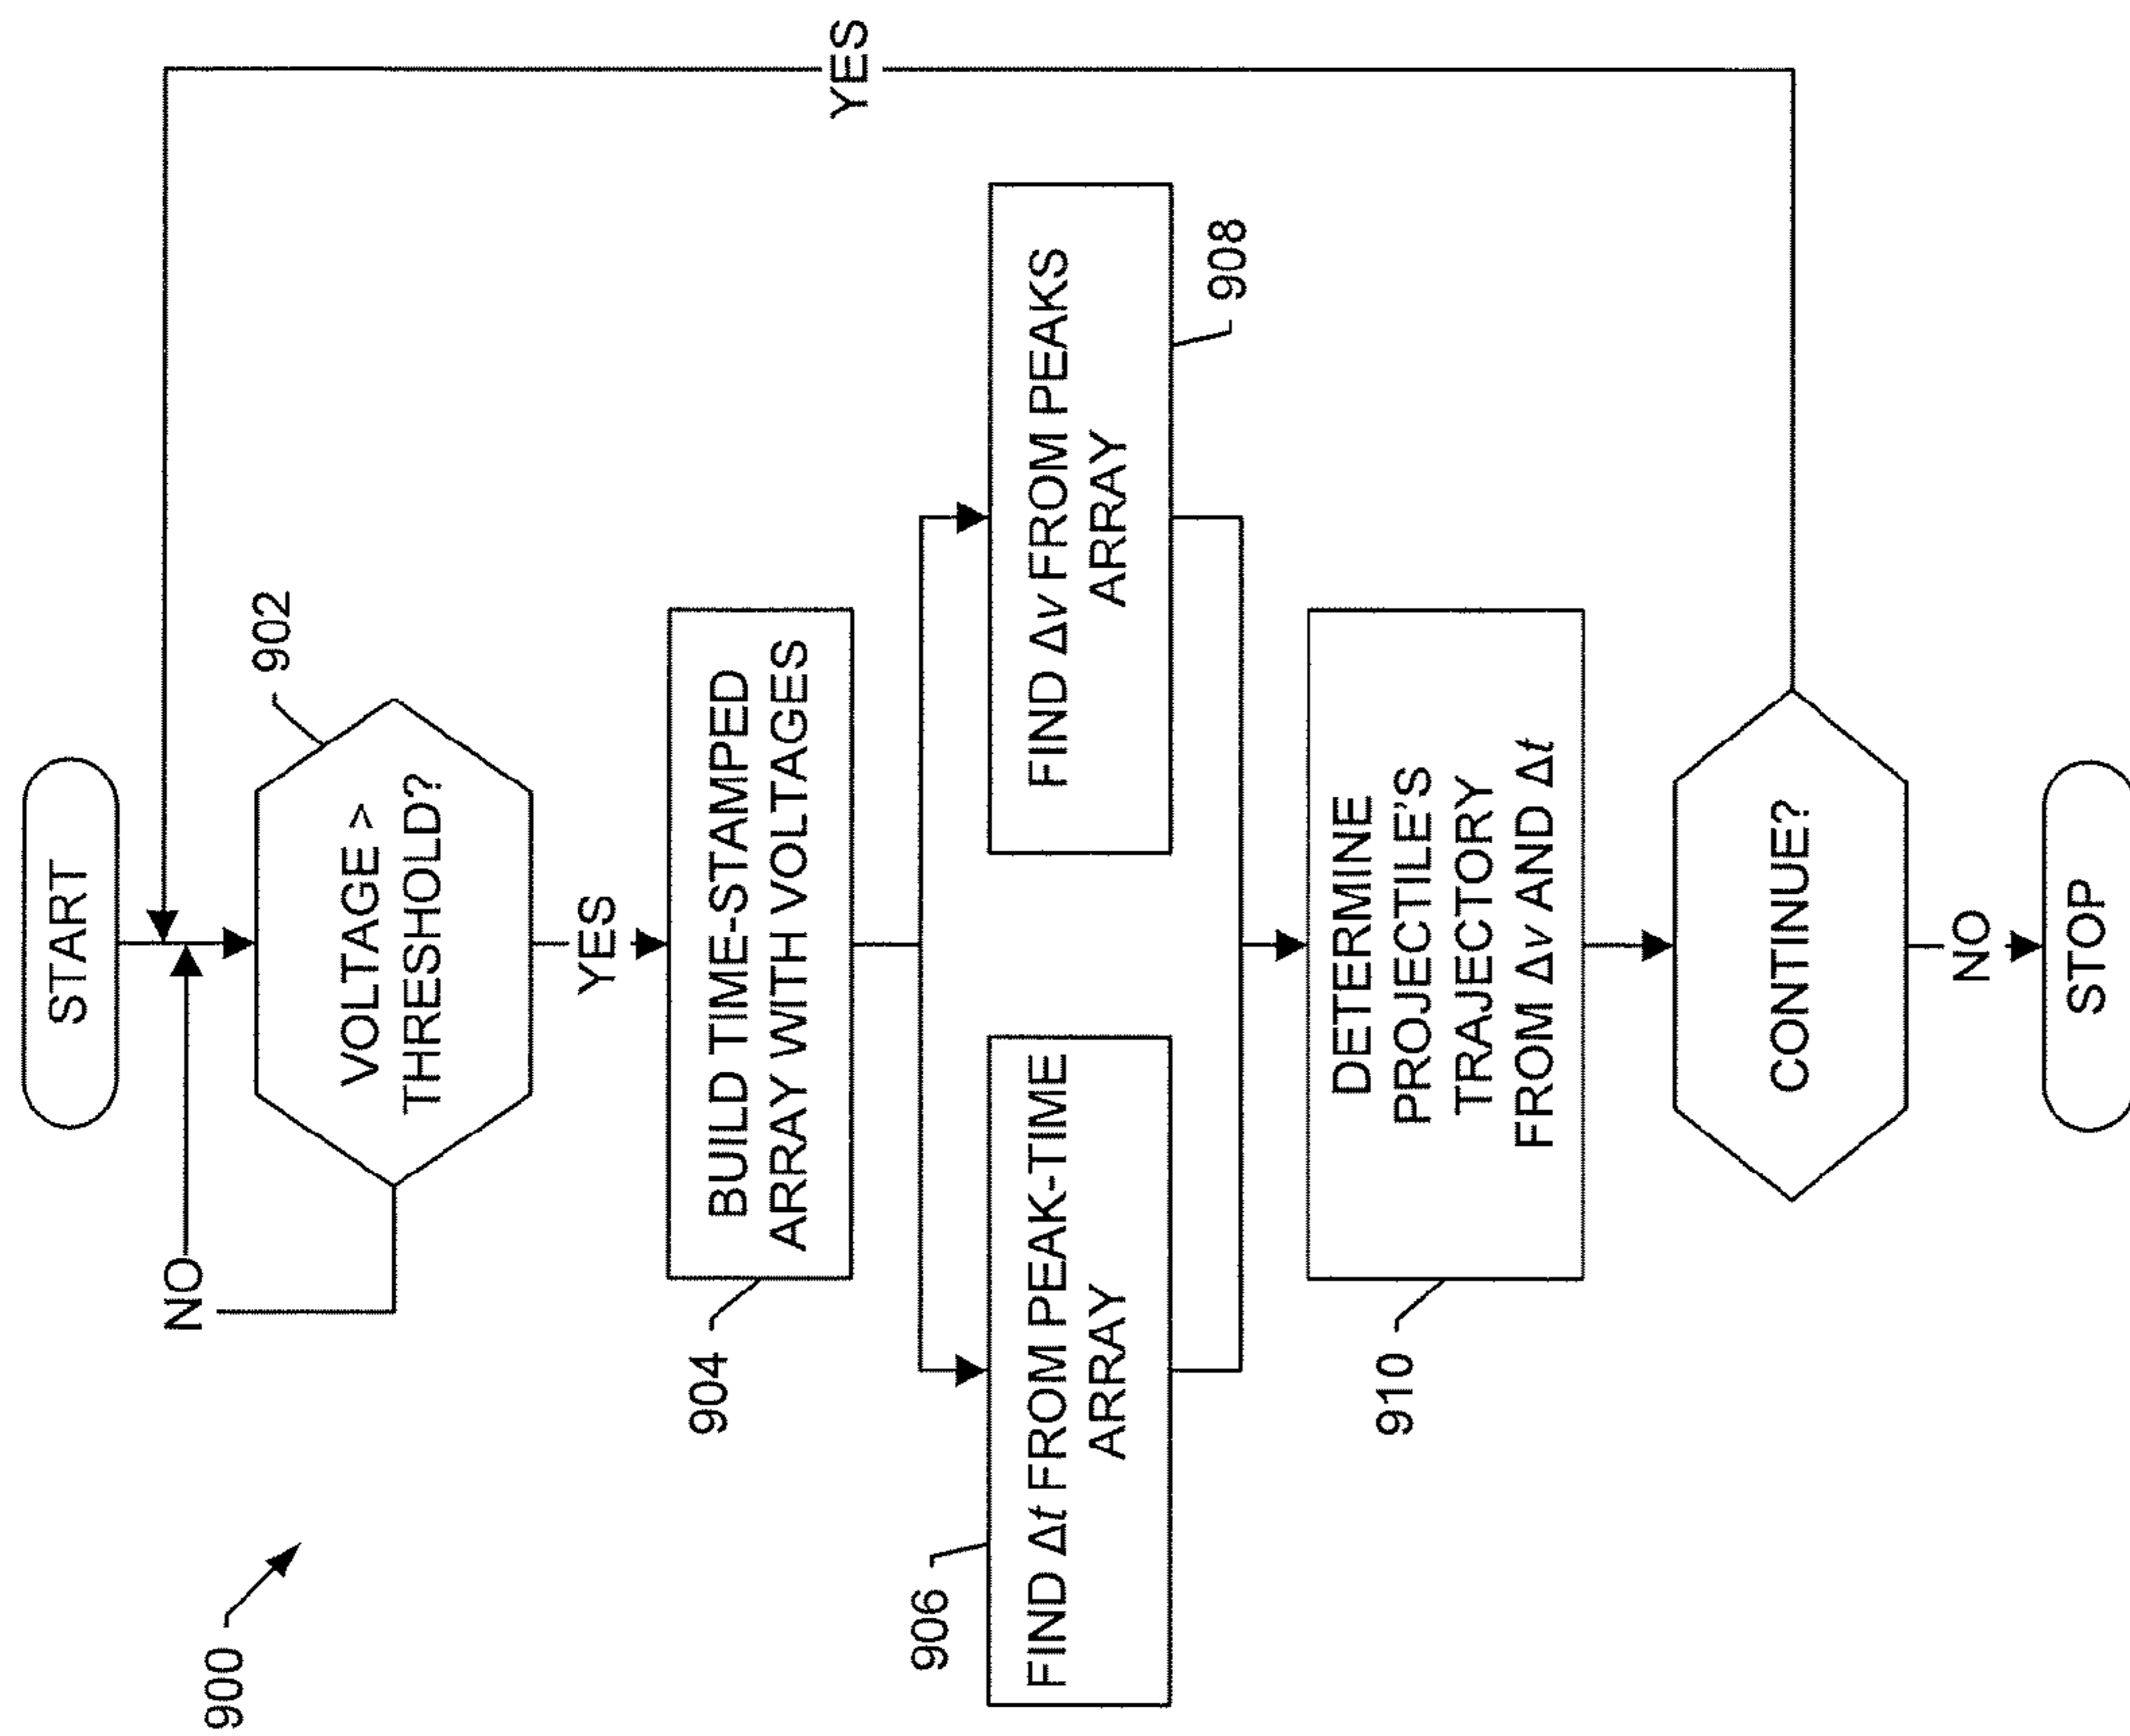 900
START
NO
902
VOLTAGE >
THRESHOLD?
YES
YES
904
BUILD TIME-STAMPED
ARRAY WITH VOLTAGES
906
FIND Δt FROM PEAK-TIME
ARRAY
FIND Δv FROM PEAKS
ARRAY
908
910
DETERMINE
PROJECTILE'S
TRAJECTORY
FROM Δv AND Δt
CONTINUE?
NO
STOP